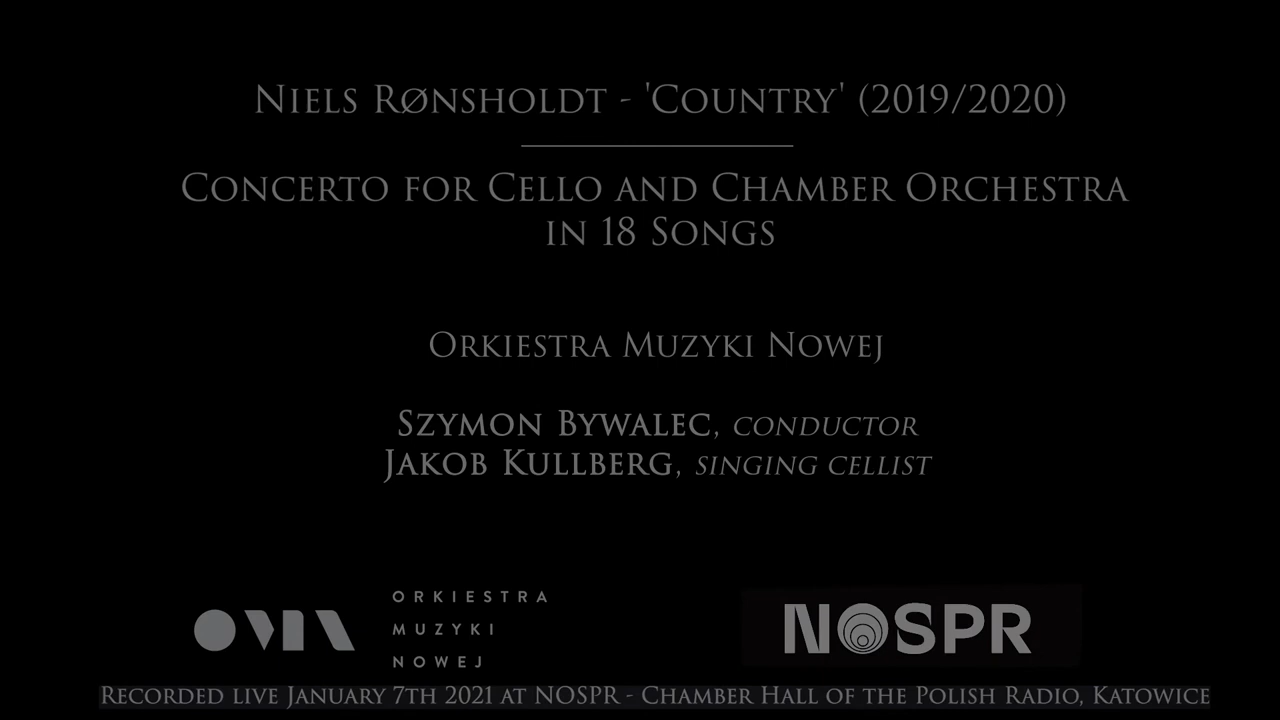 Niels Rønsholdt - 'Country' (2019/2020)
Concerto for Cello and Chamber Orchestra
in 18 Songs
Orkiestra Muzyki Nowej
Szymon Bywalec, conductor
Jakob Kullberg, singing cellist
OMN
ORKIESTRA
MUZYKI
NOWEJ
NOSPR
Recorded live January 7th 2021 at NOSPR - Chamber Hall of the Polish Radio, Katowice